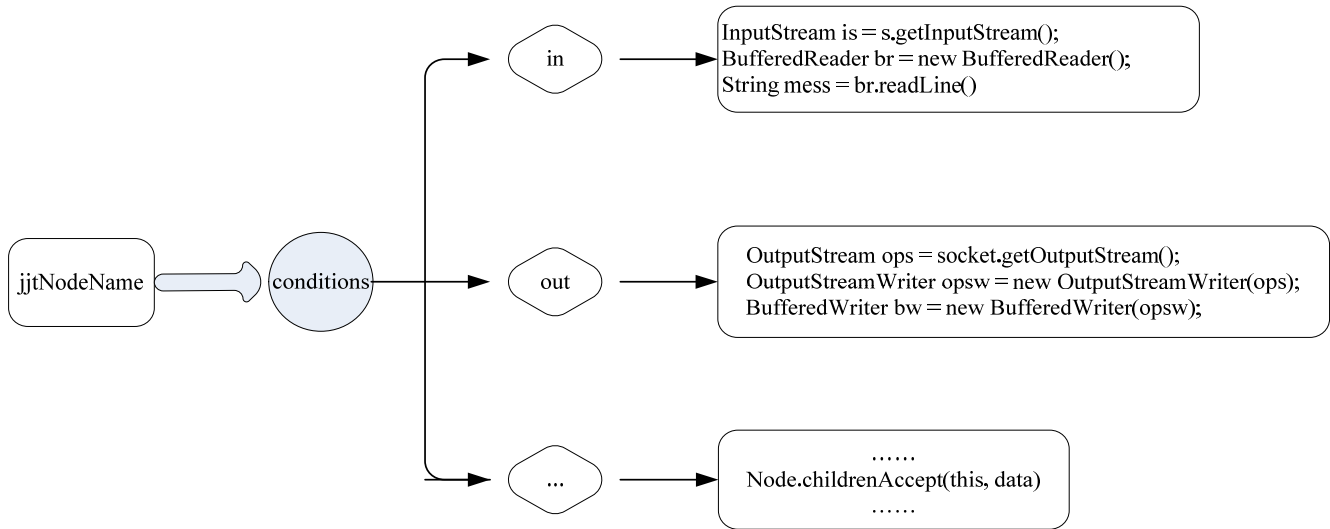 in
InputStream is = s.getInputStream();
BufferedReader br = new BufferedReader();
String mess = br.readLine()
jjtNodeName
conditions
out
OutputStream ops = socket.getOutputStream();
OutputStreamWriter opsw = new OutputStreamWriter(ops);
BufferedWriter bw = new BufferedWriter(opsw);
...
……
Node.childrenAccept(this, data)
……